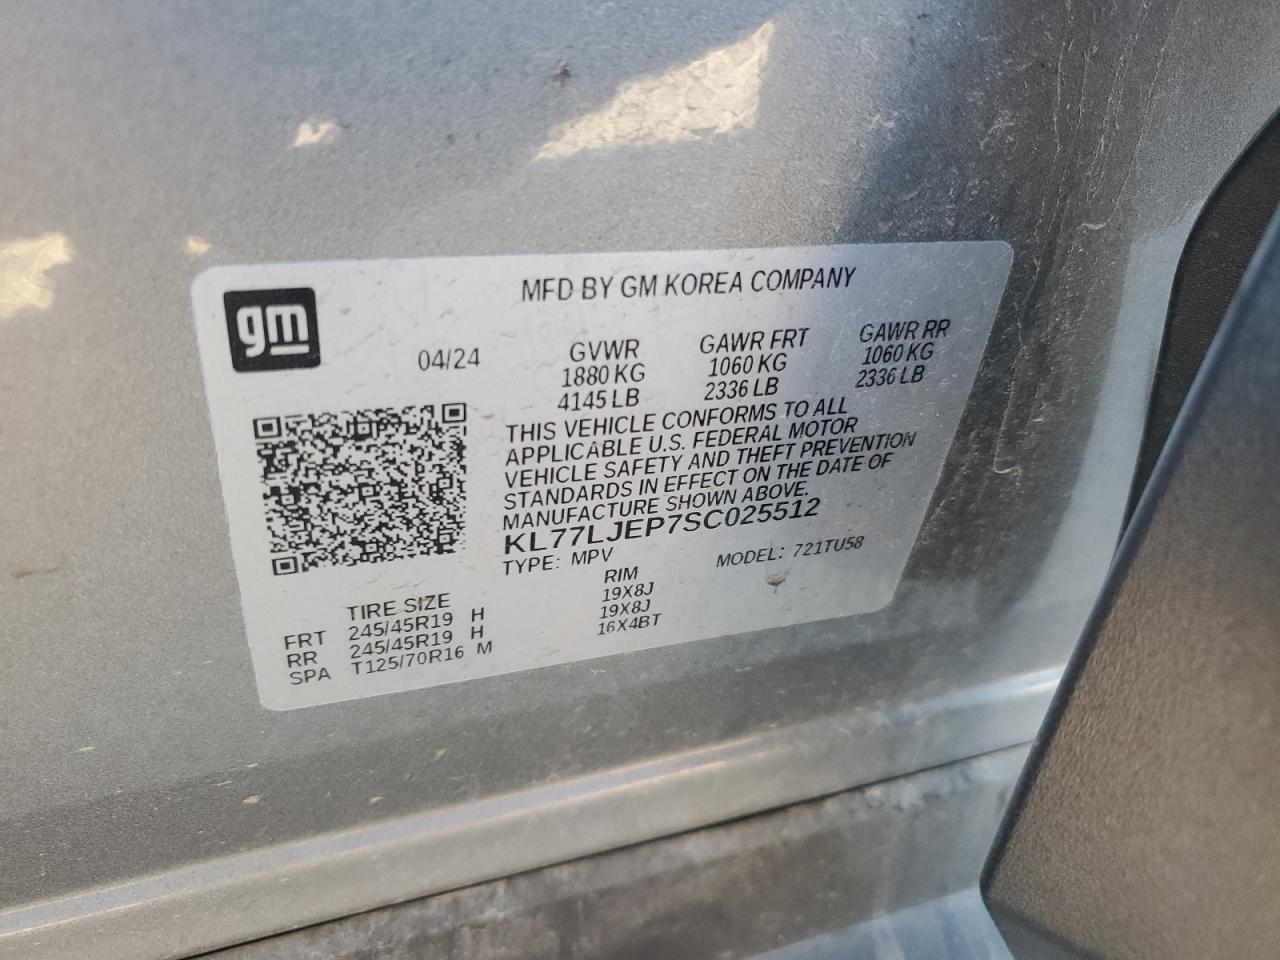 gm
MFD BY GM KOREA COMPANY
04/24
GVWR
1880 KG
4145 LB
GAWR FRT
1060 KG
2336 LB
GAWR RR
1060 KG
2336 LB
THIS VEHICLE CONFORMS TO ALL
APPLICABLE U.S. FEDERAL MOTOR
VEHICLE SAFETY AND THEFT PREVENTION
STANDARDS IN EFFECT ON THE DATE OF
MANUFACTURE SHOWN ABOVE.
KL77LJEP7SC025512
TYPE: MPV MODEL: 721TU58
TIRE SIZE RIM
FRT 245/45R19 H 19X8J
RR 245/45R19 H 19X8J
SPA T125/70R16 M 16X4BT